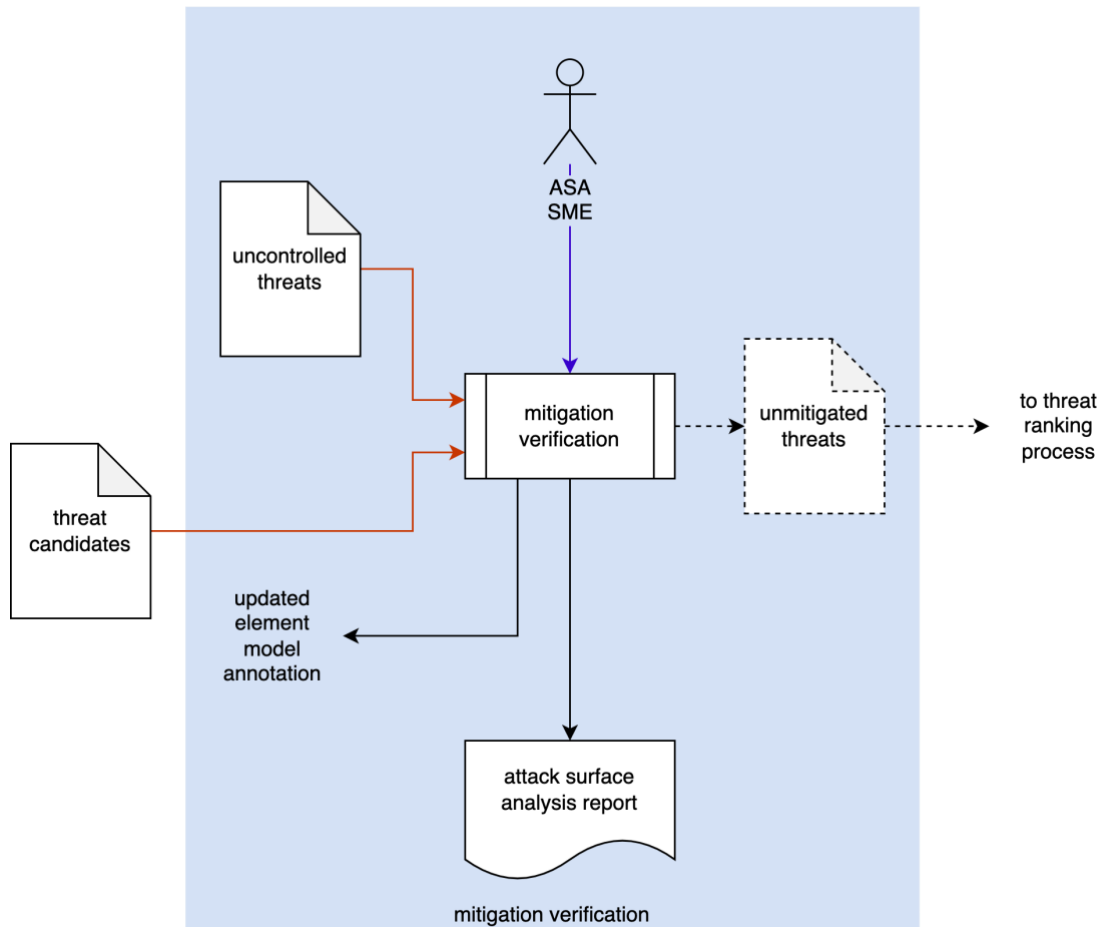 ASA
SME
uncontrolled
threats
mitigation
verification
unmitigated
threats
to threat
ranking
process
threat
candidates
updated
element
model
annotation
attack surface
analysis report
mitigation verification